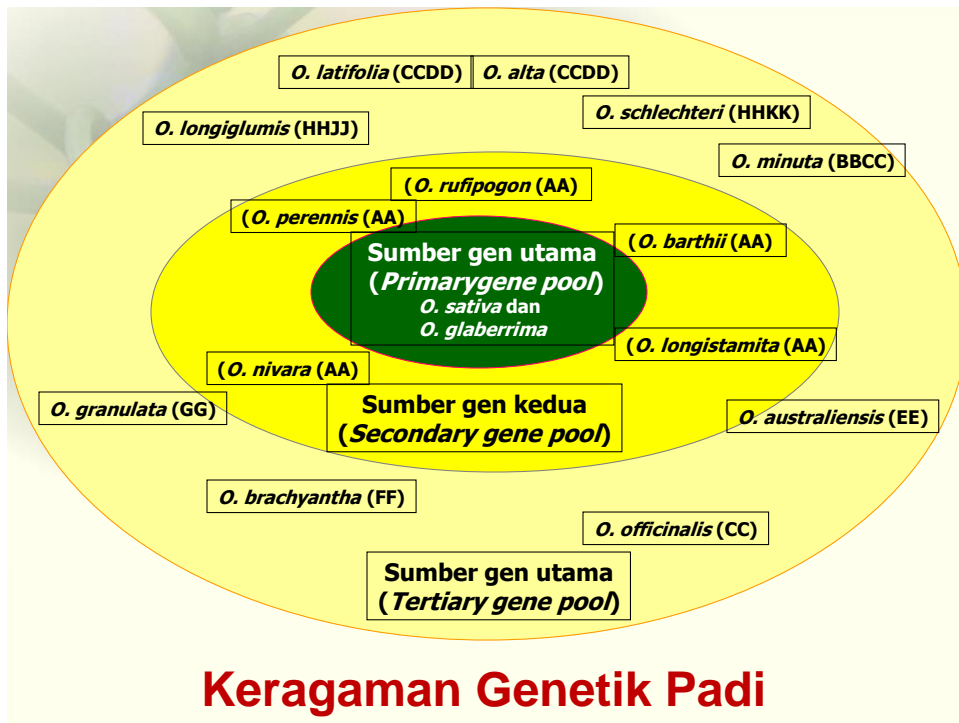 O. latifolia (CCDD)
O. alta (CCDD)
O. schlechteri (HHKK)
O. longiglumis (HHJJ)
O. minuta (BBCC)
(O. rufipogon (AA)
(O. perennis (AA)
(O. barthii (AA)
Sumber gen utama
(Primarygene pool)
O. sativa dan
O. glaberrima
(O. longistamita (AA)
(O. nivara (AA)
O. granulata (GG)
Sumber gen kedua
(Secondary gene pool)
O. australiensis (EE)
O. brachyantha (FF)
O. officinalis (CC)
Sumber gen utama
(Tertiary gene pool)
Keragaman Genetik Padi